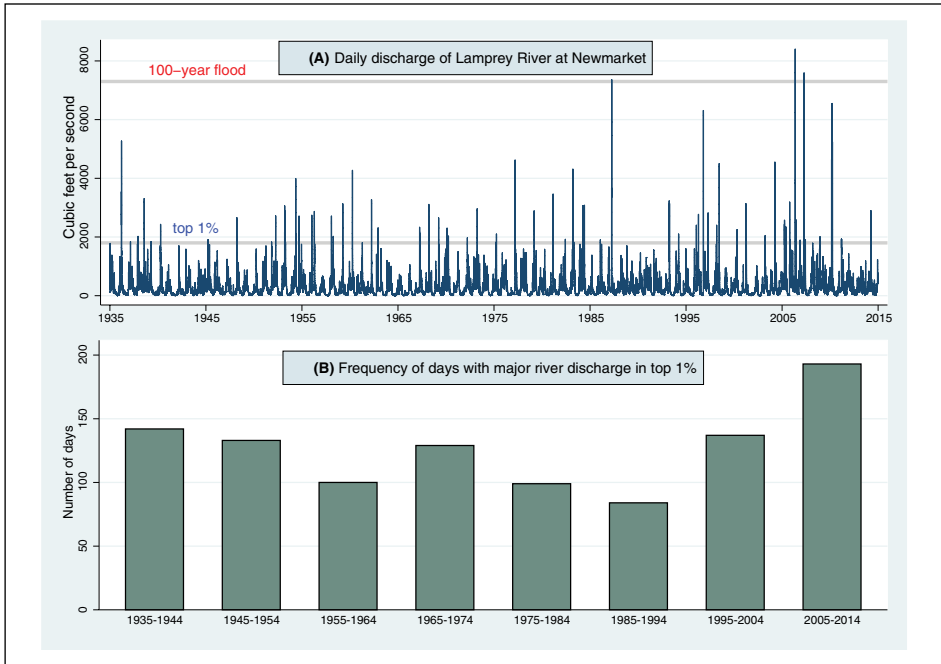 (A) Daily discharge of Lamprey River at Newmarket
100−year flood
top 1%
Cubic feet per second
8000
6000
4000
2000
0
1935 1945 1955 1965 1975 1985 1995 2005 2015
(B) Frequency of days with major river discharge in top 1%
Number of days
200
150
100
50
0
1935-1944 1945-1954 1955-1964 1965-1974 1975-1984 1985-1994 1995-2004 2005-2014